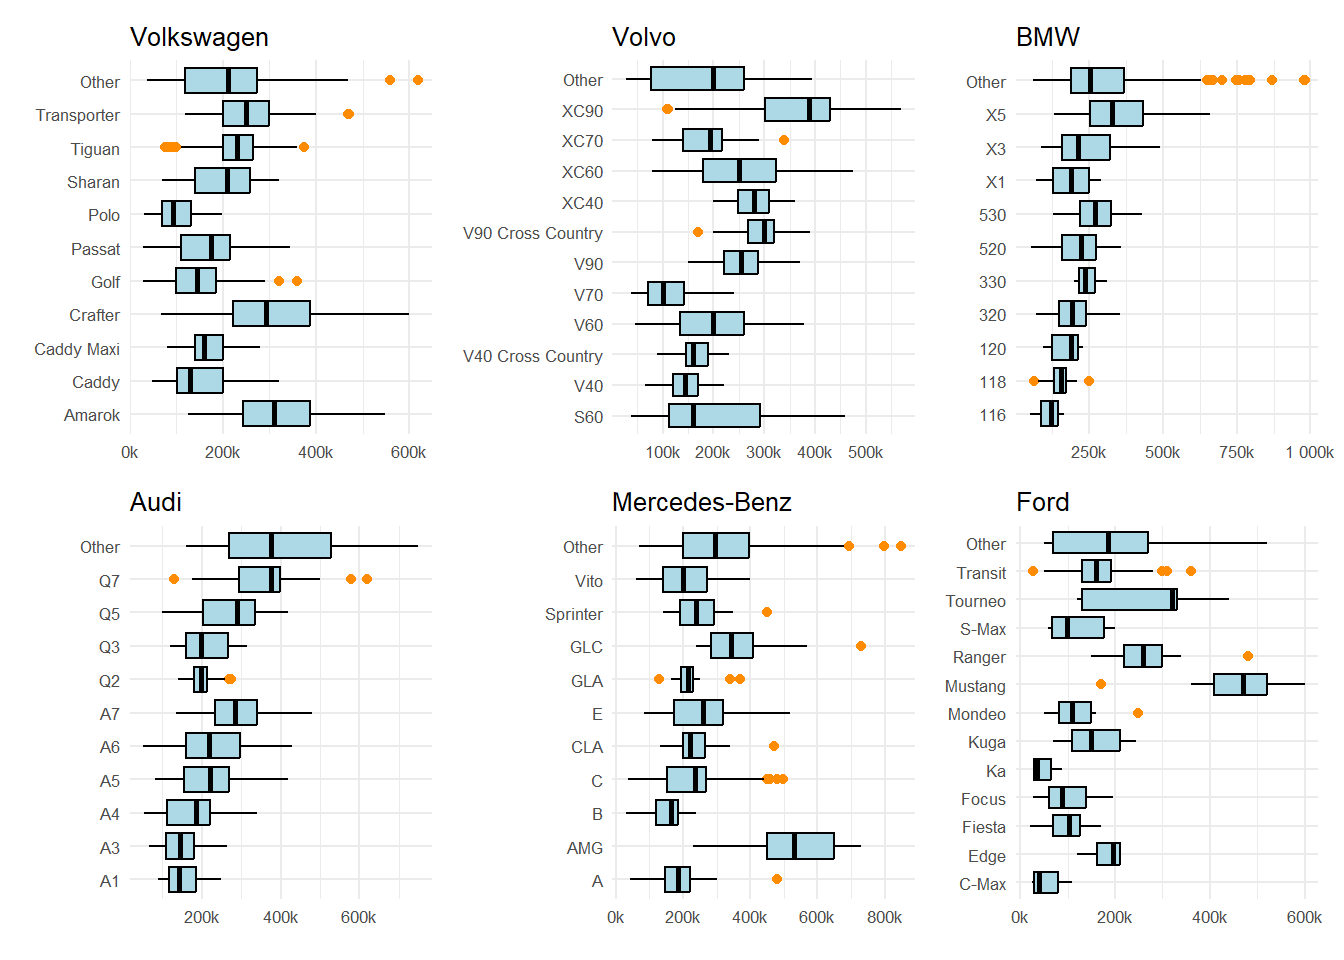 Volkswagen
Other
Transporter
Tiguan
Sharan
Polo
Passat
Golf
Crafter
Caddy Maxi
Caddy
Amarok
0k 200k 400k 600k
Volvo
Other
XC90
XC70
XC60
XC40
V90 Cross Country
V90
V70
V60
V40 Cross Country
V40
S60
100k 200k 300k 400k 500k
BMW
Other
X5
X3
X1
530
520
330
320
120
118
116
250k 500k 750k 1 000k
Audi
Other
Q7
Q5
Q3
Q2
A7
A6
A5
A4
A3
A1
200k 400k 600k
Mercedes-Benz
Other
Vito
Sprinter
GLC
GLA
E
CLA
C
B
AMG
A
0k 200k 400k 600k 800k
Ford
Other
Transit
Tourneo
S-Max
Ranger
Mustang
Mondeo
Kuga
Ka
Focus
Fiesta
Edge
C-Max
0k 200k 400k 600k